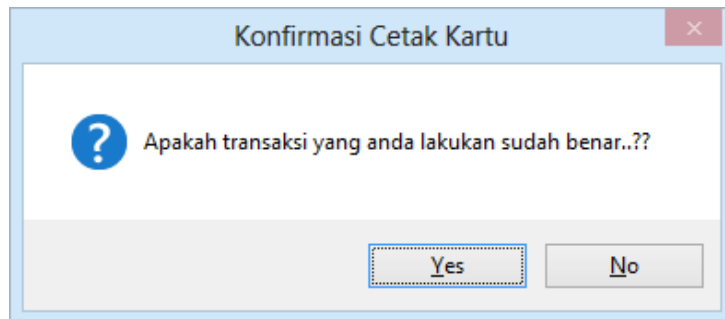 Konfirmasi Cetak Kartu
Apakah transaksi yang anda lakukan sudah benar..??
Yes No